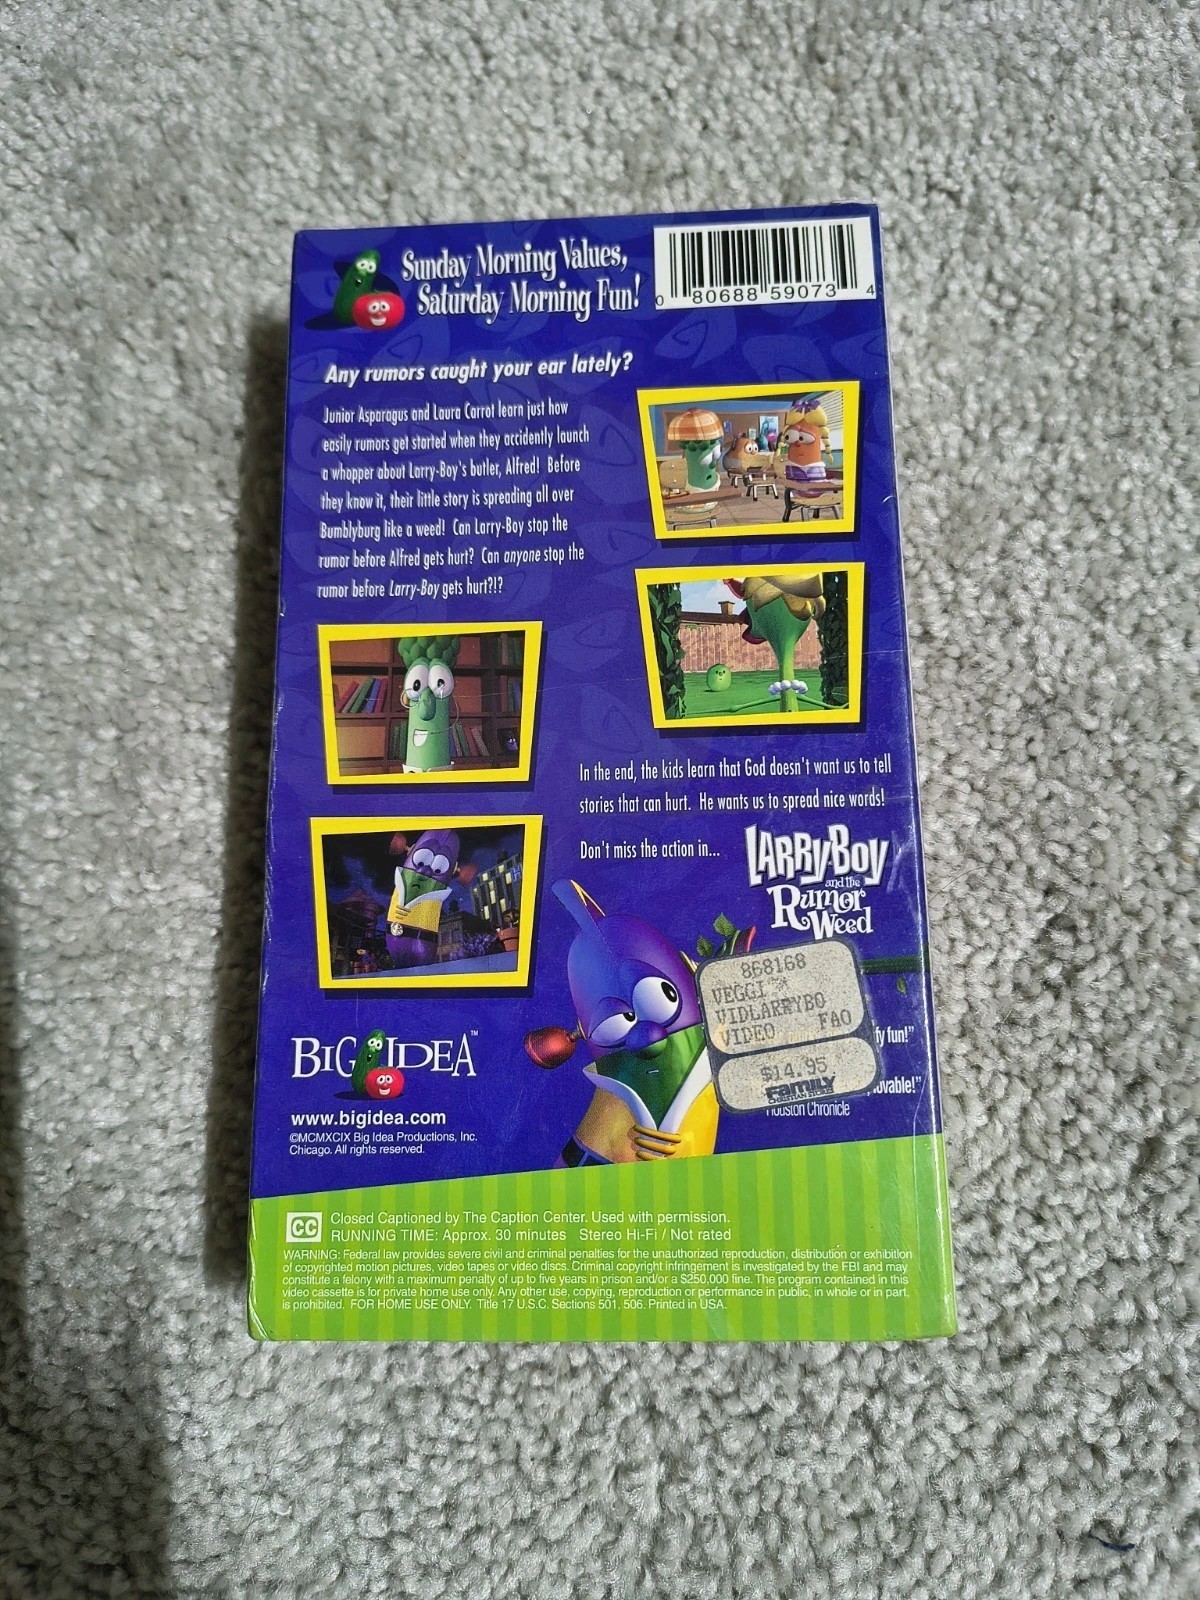 Sunday Morning Values,
Saturday Morning Fun!
0 80688 59073 4
Any rumors caught your ear lately?
Junior Asparagus and Laura Carrot learn just how
easily rumors get started when they accidently launch
a whopper about Larry-Boy's butler, Alfred! Before
they know it, their little story is spreading all over
Bumblyburg like a weed! Can Larry-Boy stop the
rumor before Alfred gets hurt? Can anyone stop the
rumor before Larry-Boy gets hurt?!?
In the end, the kids learn that God doesn't want us to tell
stories that can hurt. He wants us to spread nice words!
Don't miss the action in...
LARRY-BOY
and the
Rumor
Weed
868168
VEGGI
VIDLARRYBO
VIDEO FAO
$14.95
FAMILY
CHRISTIAN STORES
fy fun!"
ovable!"
Houston Chronicle
BIG IDEA™
www.bigidea.com
©MCMXCIX Big Idea Productions, Inc.
Chicago. All rights reserved.
CC
Closed Captioned by The Caption Center. Used with permission.
RUNNING TIME: Approx. 30 minutes Stereo Hi-Fi / Not rated
WARNING: Federal law provides severe civil and criminal penalties for the unauthorized reproduction, distribution or exhibition
of copyrighted motion pictures, video tapes or video discs. Criminal copyright infringement is investigated by the FBI and may
constitute a felony with a maximum penalty of up to five years in prison and/or a $250,000 fine. The program contained in this
video cassette is for private home use only. Any other use, copying, reproduction or performance in public, in whole or in part,
is prohibited. FOR HOME USE ONLY. Title 17 U.S.C. Sections 501, 506. Printed in USA.